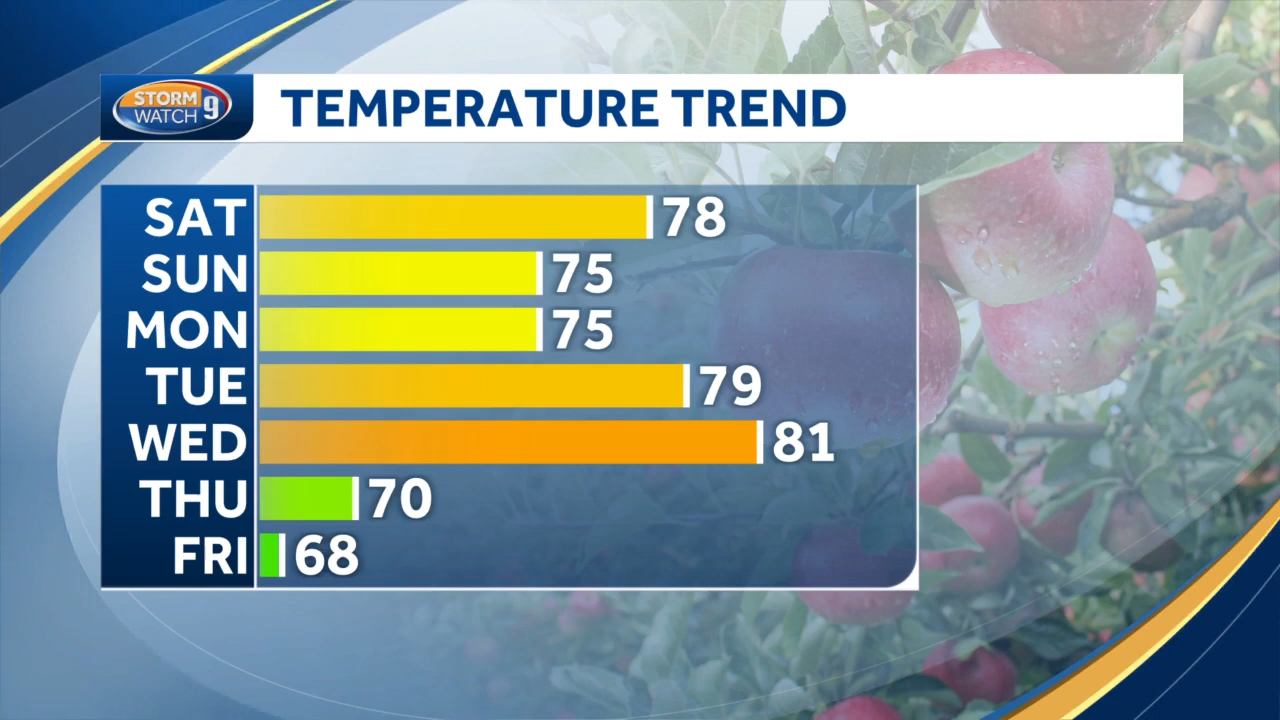 STORM
WATCH 9
TEMPERATURE TREND
SAT 78
SUN 75
MON 75
TUE 79
WED 81
THU 70
FRI 68